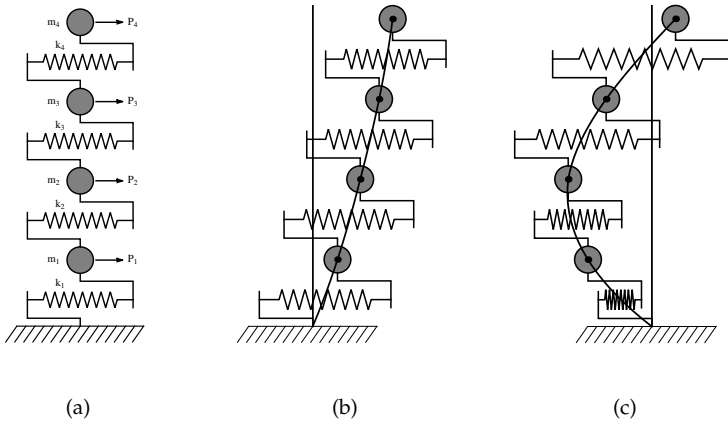 m₄ P₄
k₄
m₃ P₃
k₃
m₂ P₂
k₂
m₁ P₁
k₁
(a) (b) (c)